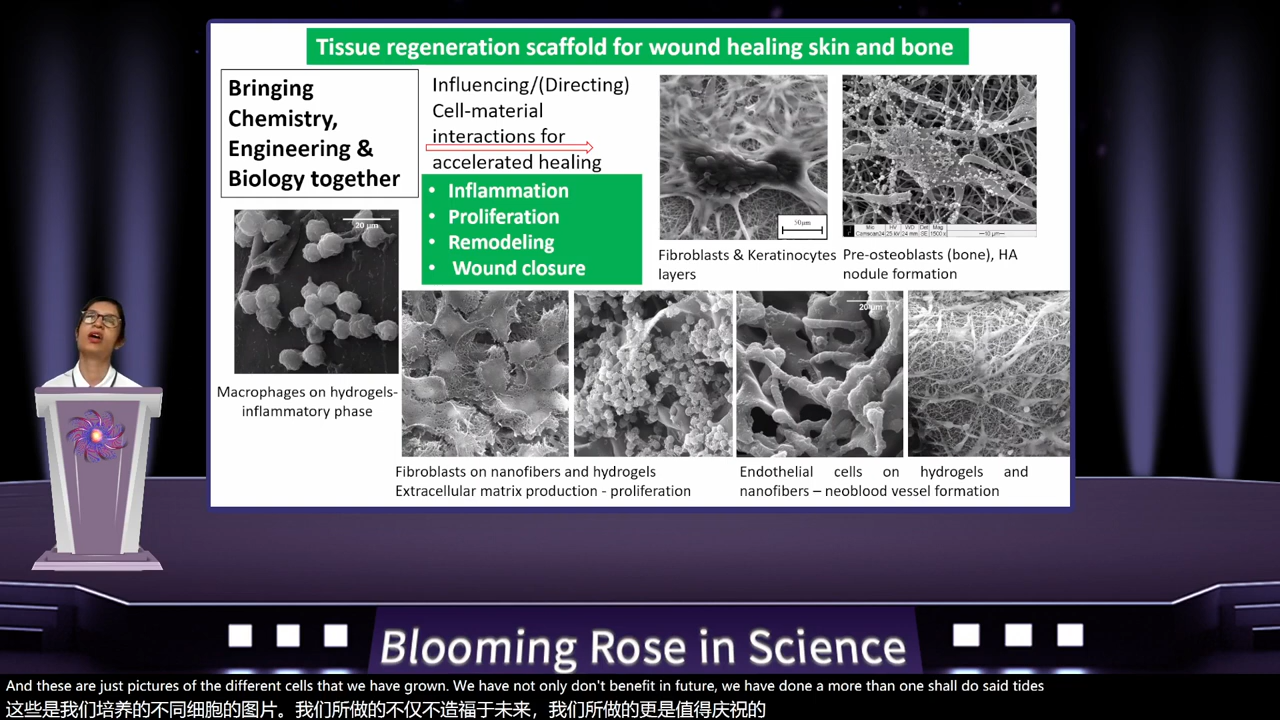 Tissue regeneration scaffold for wound healing skin and bone
Bringing
Chemistry,
Engineering &
Biology together
Influencing/(Directing)
Cell-material
interactions for
accelerated healing
• Inflammation
• Proliferation
• Remodeling
• Wound closure
50μm
Fibroblasts & Keratinocytes
layers
10 μm
Pre-osteoblasts (bone), HA
nodule formation
20 μm
Macrophages on hydrogels-
inflammatory phase
Fibroblasts on nanofibers and hydrogels
Extracellular matrix production - proliferation
20μm
Endothelial cells on hydrogels and
nanofibers – neoblood vessel formation
Blooming Rose in Science
And these are just pictures of the different cells that we have grown. We have not only don't benefit in future, we have done a more than one shall do said tides
这些是我们培养的不同细胞的图片。我们所做的不仅不造福于未来，我们所做的更是值得庆祝的